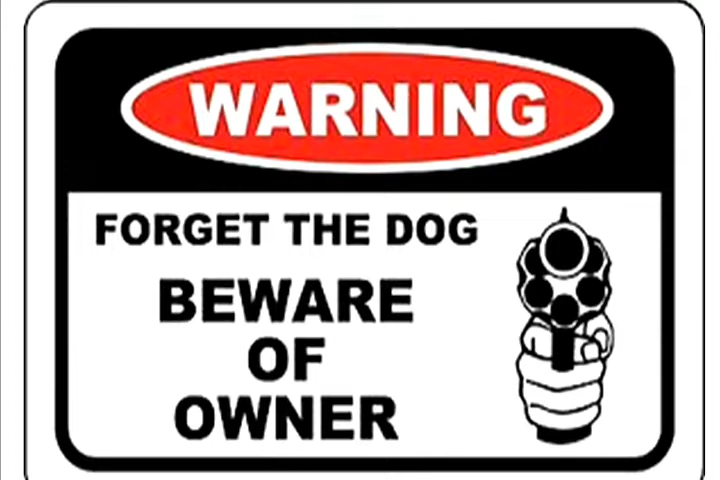 WARNING
FORGET THE DOG
BEWARE
OF
OWNER